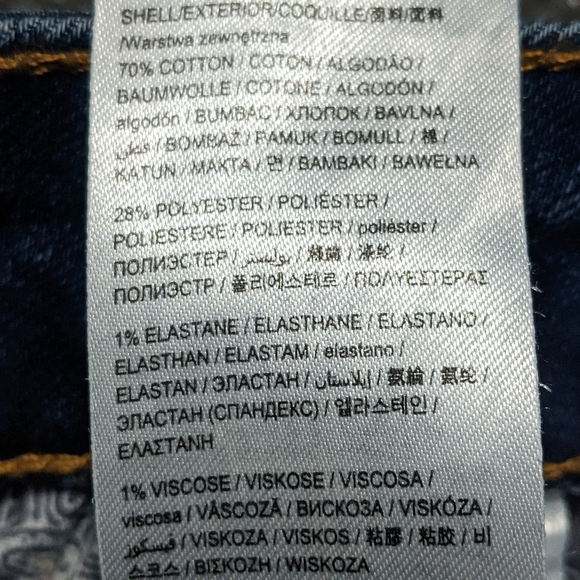 SHELL/EXTERIOR/COQUILLE/面料/面料
/Warstwa zewnętrzna
70% COTTON / COTON / ALGODÃO /
BAUMWOLLE / COTONE / ALGODÓN /
algodón / BUMBAC / ХЛОПОК / BAVLNA /
قطن / BOMBAŽ / PAMUK / BOMULL / 棉 /
KATUN / MAKTA / 면 / BAMBAKI / BAWEŁNA
28% POLYESTER / POLIÉSTER /
POLIESTERE / POLIESTER / poliéster /
ПОЛИЭСТЕР / بوليستر / 滌綸 / 涤纶 /
ПОЛИЭСТР / 폴리에스테르 / ΠΟΛΥΕΣΤΕΡΑΣ
1% ELASTANE / ELASTHANE / ELASTANO /
ELASTHAN / ELASTAM / elastano /
ELASTAN / ЭЛАСТАН / إيلاستان / 氨綸 / 氨纶 /
ЭЛАСТАН (СПАНДЕКС) / 엘라스테인 /
ΕΛΑΣΤΑΝΗ
1% VISCOSE / VISKOSE / VISCOSA /
viscosa / VÂSCOZĂ / ВИСКОЗА / VISKÓZA /
فيسكوز / VISKOZA / VISKOS / 粘膠 / 粘胶 / 비
스코스 / ΒΙΣΚΟΖΗ / WISKOZA